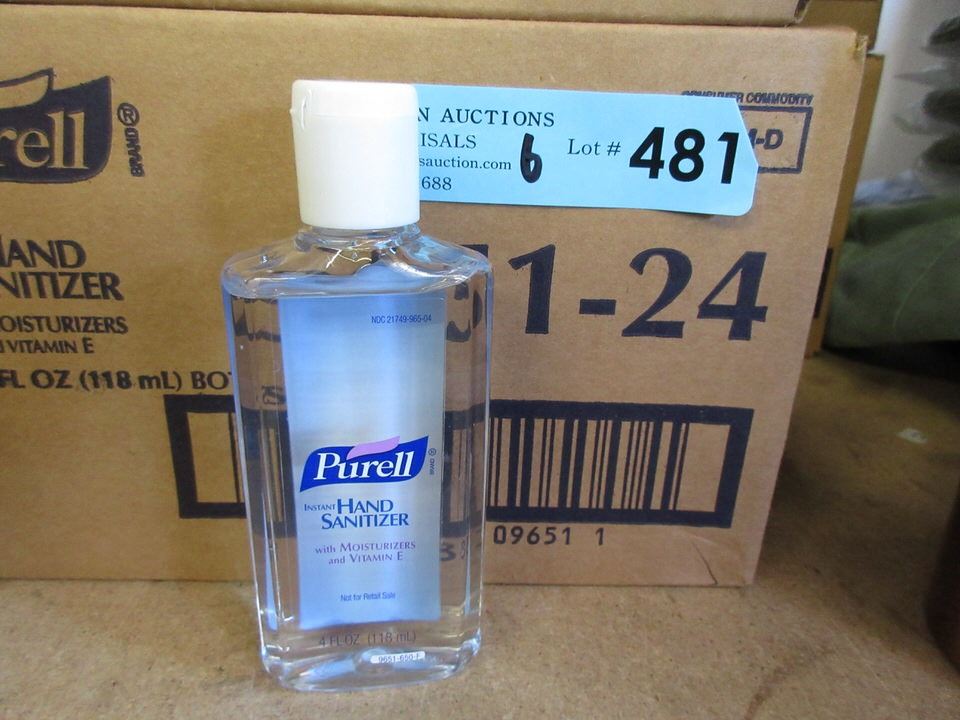 rell
BRAND
®
N AUCTIONS
ISALS
sauction.com
688
6
Lot # 481
CONSUMER COMMODITY
-D
HAND
NITIZER
OISTURIZERS
VITAMIN E
FL OZ (118 mL) BO
1-24
09651 1
NDC 21749-965-04
Purell
BRAND
®
INSTANT HAND
SANITIZER
with MOISTURIZERS
and VITAMIN E
Not for Retail Sale
4 FL OZ (118 mL)